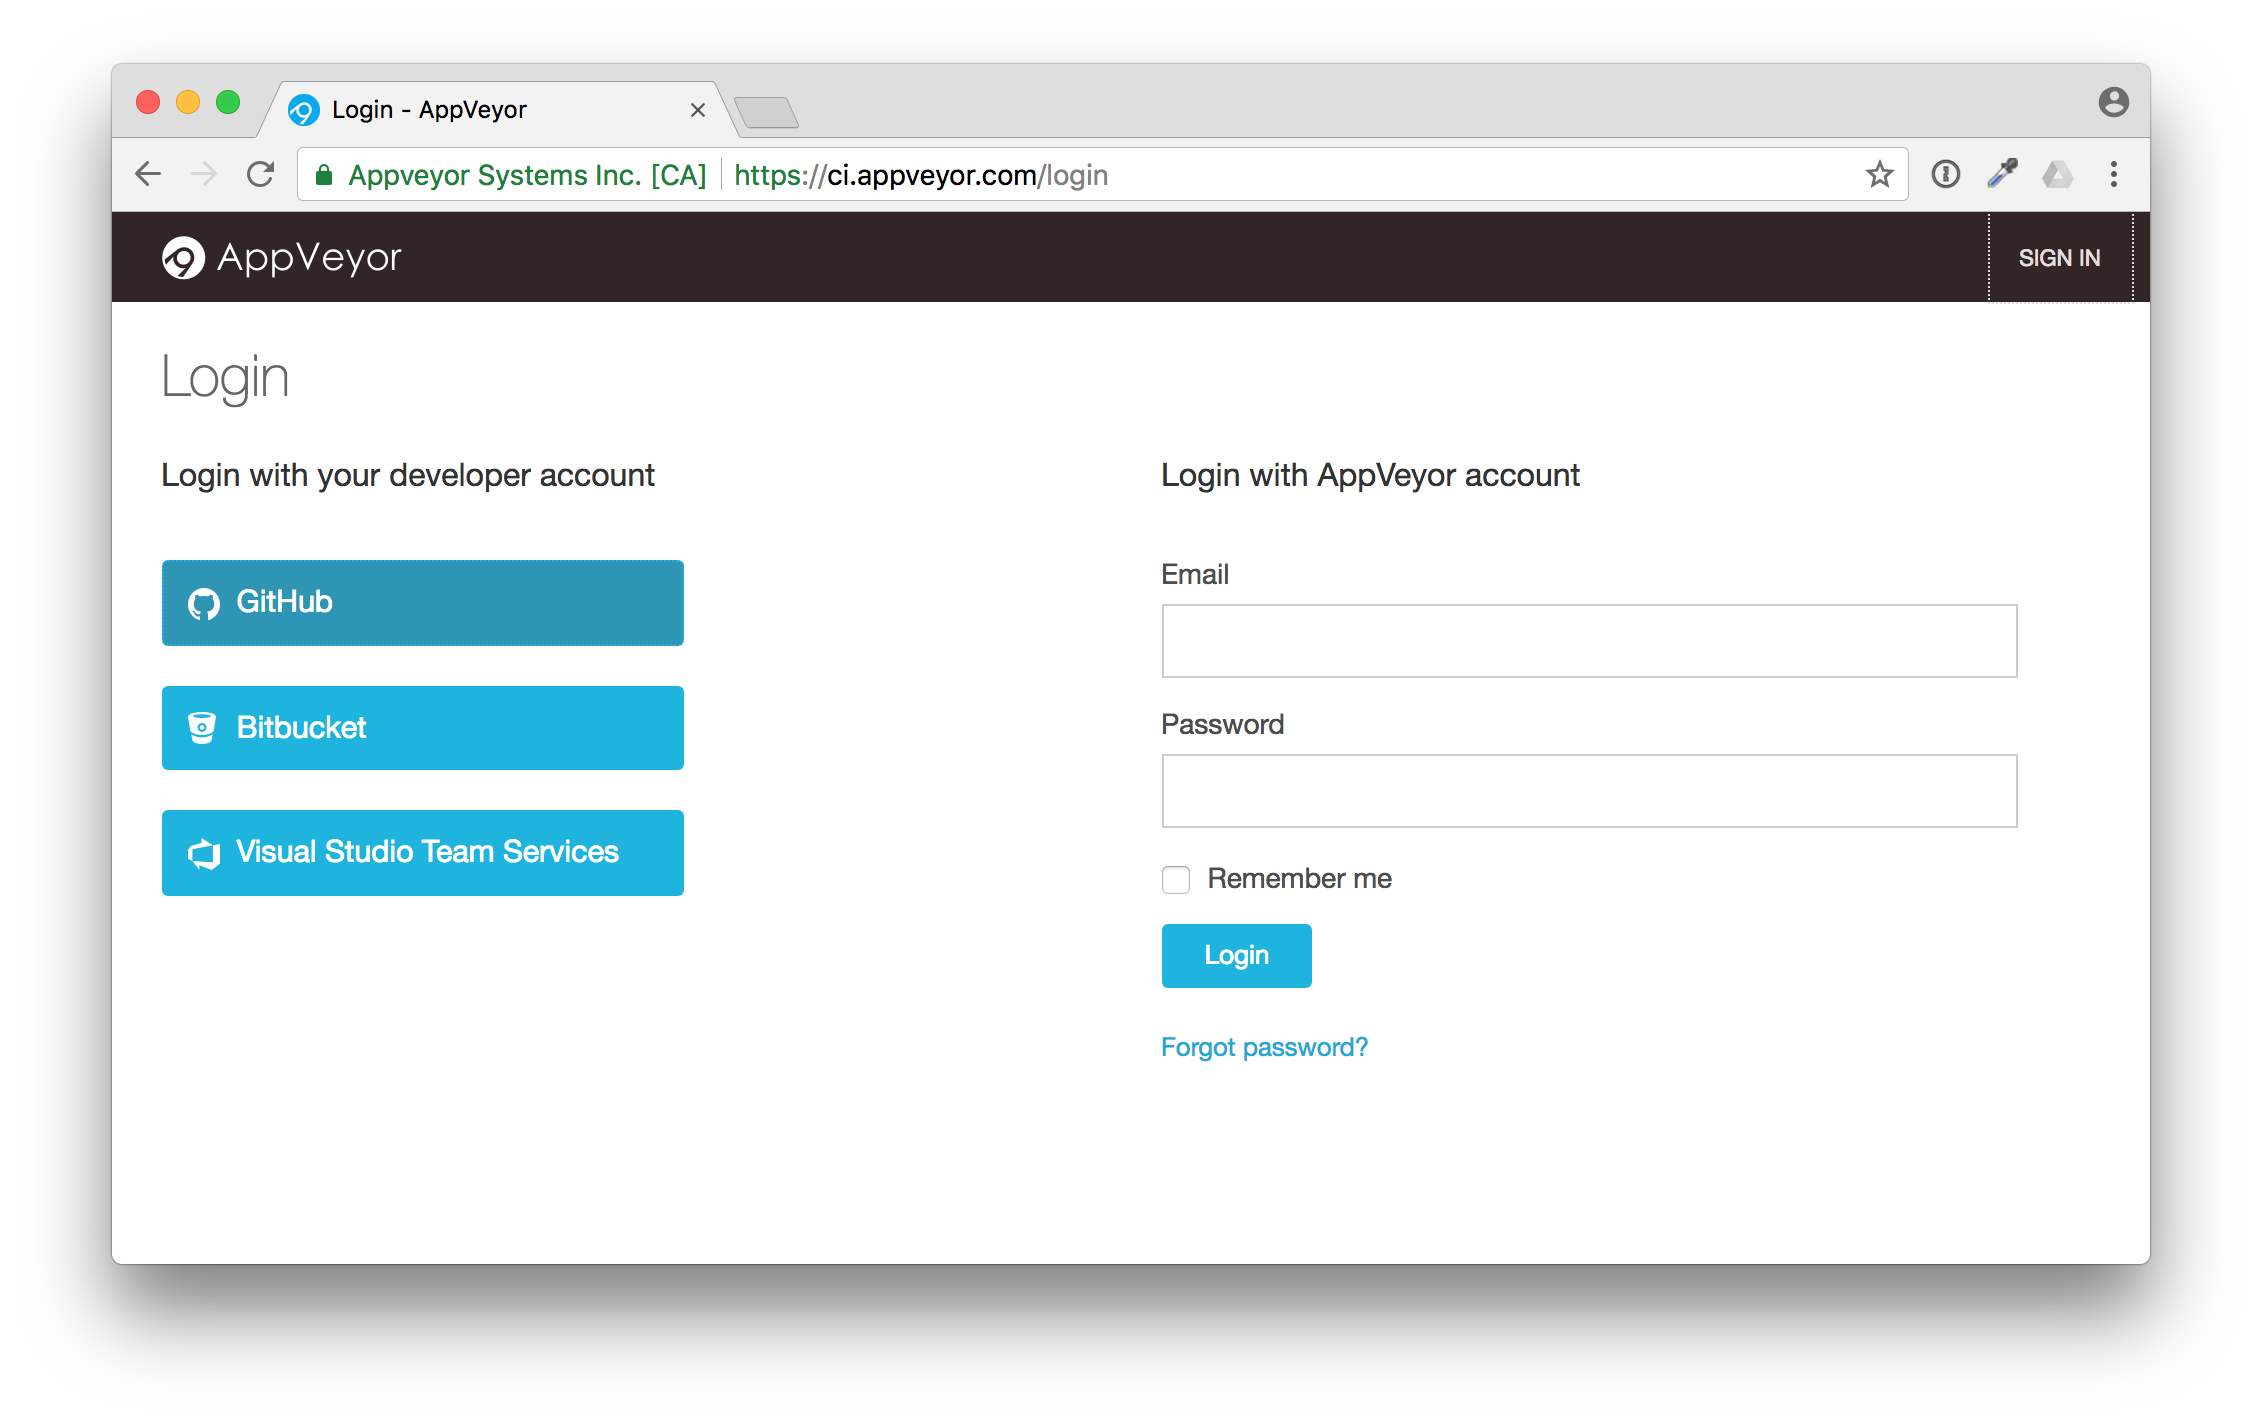 Login - AppVeyor
Appveyor Systems Inc. [CA] https://ci.appveyor.com/login
AppVeyor
SIGN IN
Login
Login with your developer account
GitHub
Bitbucket
Visual Studio Team Services
Login with AppVeyor account
Email
Password
Remember me
Login
Forgot password?